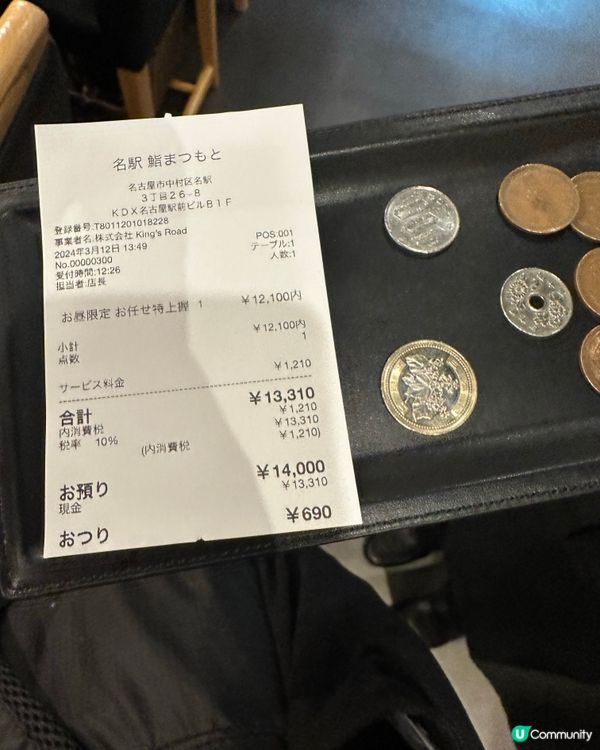 名駅 鮨まつもと
名古屋市中村区名駅
3丁目26-8
KDX名古屋駅前ビルB1F
登録番号:T8011201018228
事業者名:株式会社 King's Road
2024年3月12日 13:49 POS:001
No.00000300 テーブル:1
受付時間:12:26 人数:1
担当者:店長
お昼限定 お任せ特上握 1 ¥12,100内
小計 ¥12,100内
点数 1
サービス料金 ¥1,210
合計 ¥13,310
内消費税 ¥1,210
税率 10% ¥13,310
(内消費税 ¥1,210)
お預り ¥14,000
現金 ¥13,310
おつり ¥690
U Community